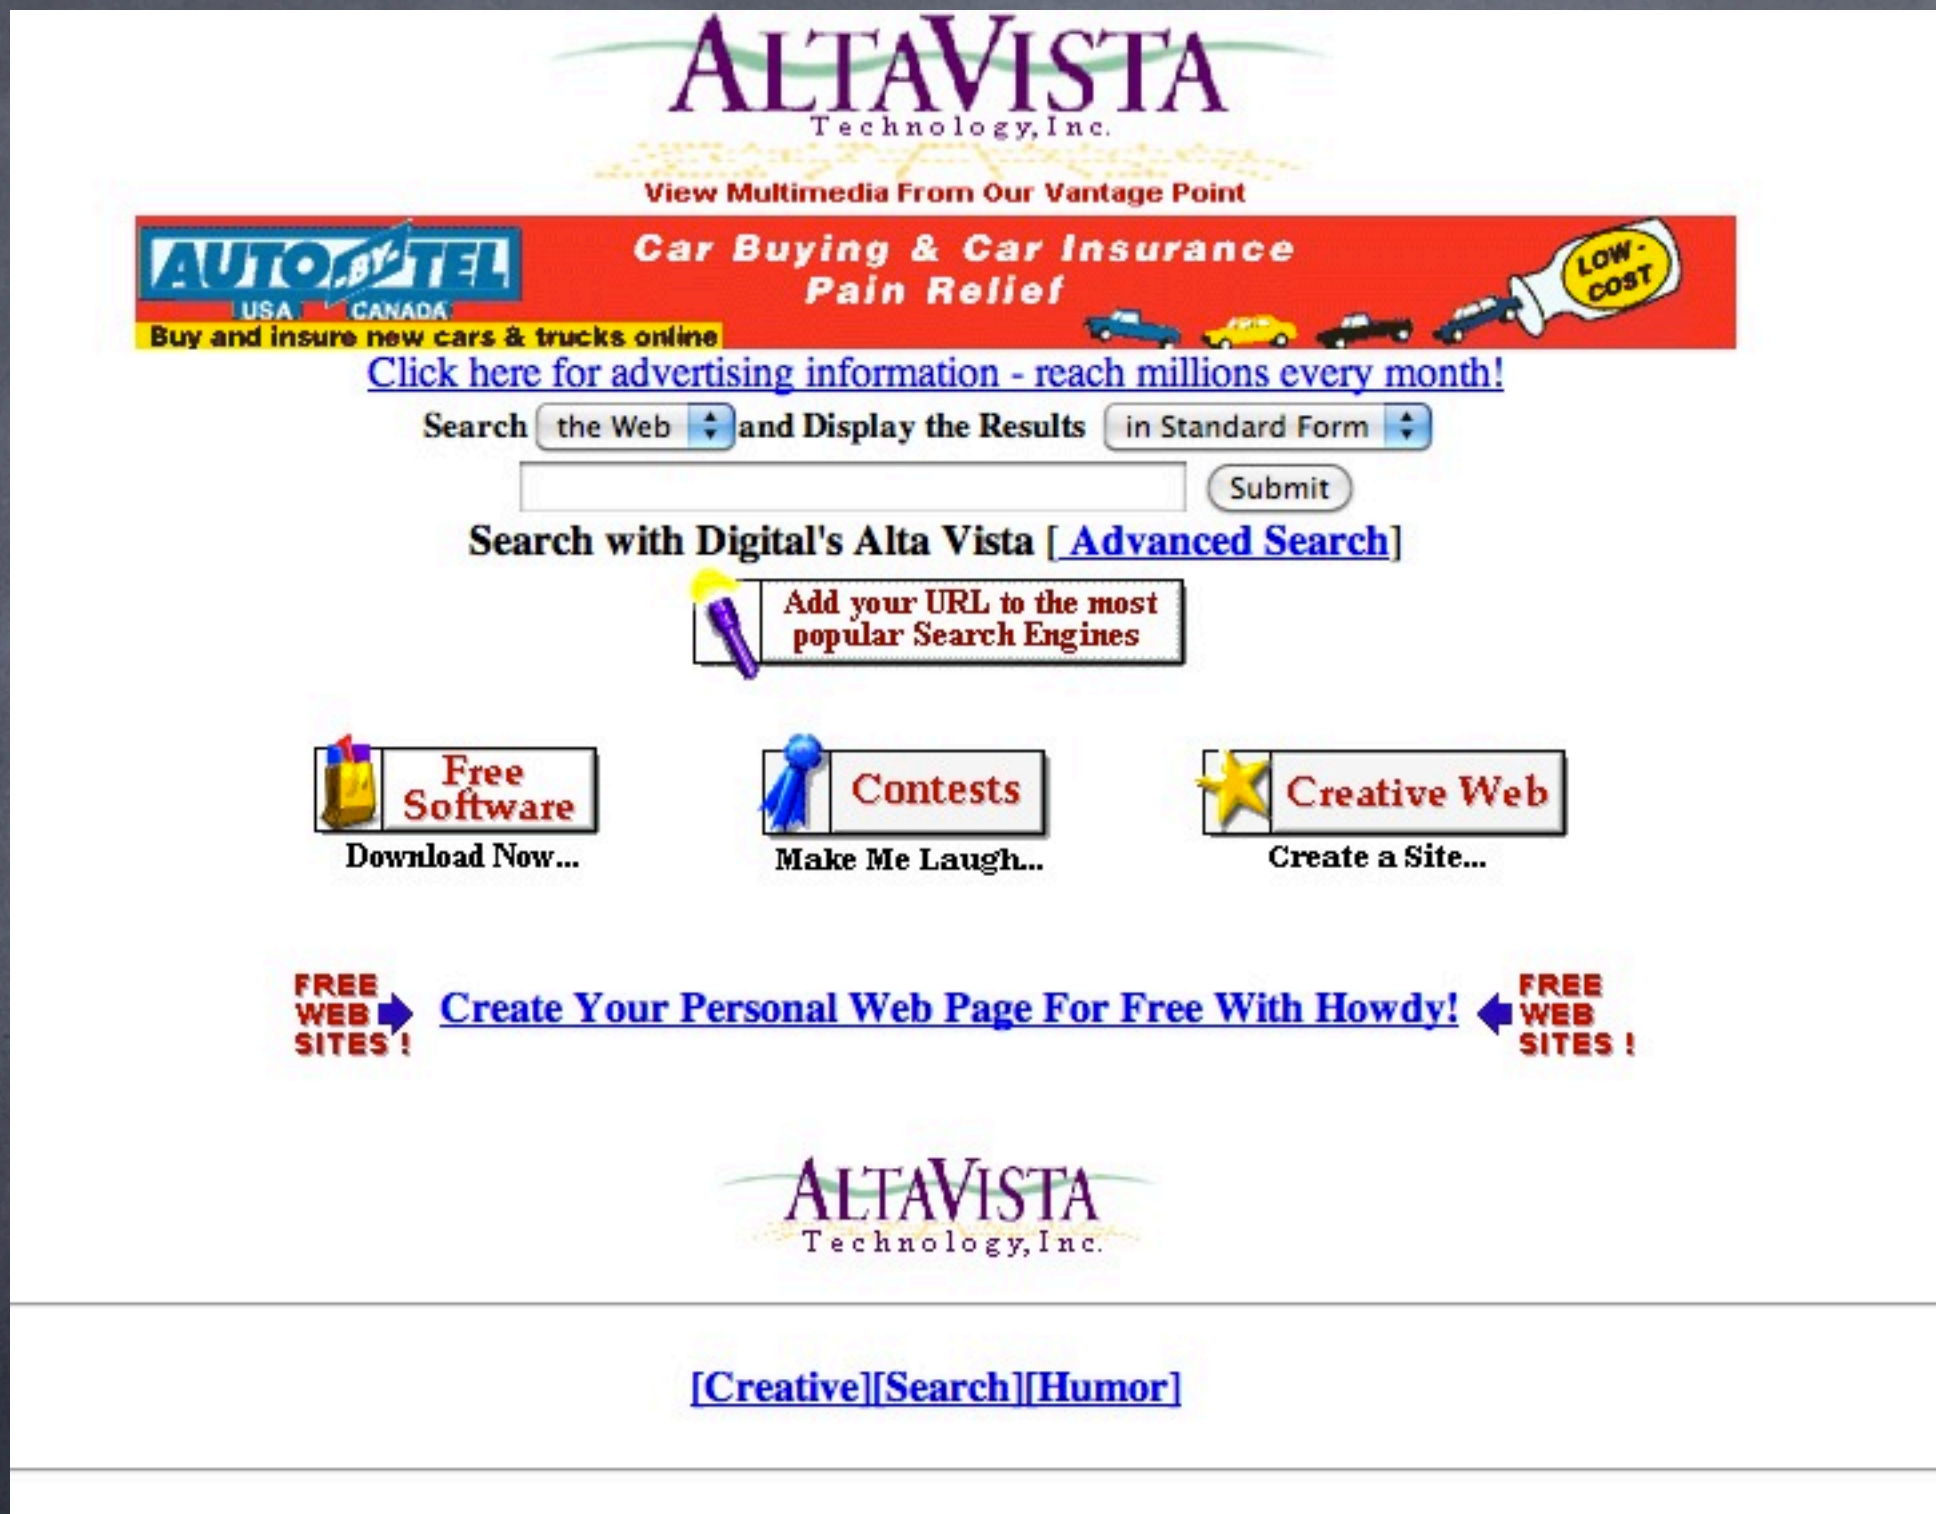 ALTAVISTA
Technology, Inc.
View Multimedia From Our Vantage Point
AUTO-BY-TEL
USA CANADA
Buy and insure new cars & trucks online
Car Buying & Car Insurance
Pain Relief
LOW-
COST
Click here for advertising information - reach millions every month!
Search the Web and Display the Results in Standard Form
Submit
Search with Digital's Alta Vista [ Advanced Search]
Add your URL to the most
popular Search Engines
Free
Software
Download Now...
Contests
Make Me Laugh...
Creative Web
Create a Site...
FREE
WEB
SITES !
Create Your Personal Web Page For Free With Howdy!
FREE
WEB
SITES !
ALTAVISTA
Technology, Inc.
[Creative][Search][Humor]